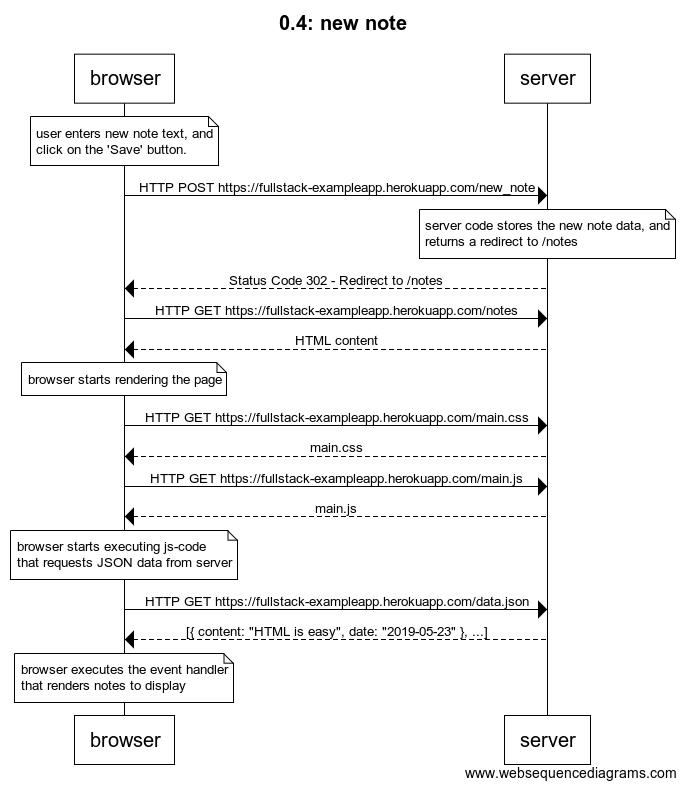 0.4: new note
browser
server
user enters new note text, and
click on the 'Save' button.
HTTP POST https://fullstack-exampleapp.herokuapp.com/new_note
server code stores the new note data, and
returns a redirect to /notes
Status Code 302 - Redirect to /notes
HTTP GET https://fullstack-exampleapp.herokuapp.com/notes
HTML content
browser starts rendering the page
HTTP GET https://fullstack-exampleapp.herokuapp.com/main.css
main.css
HTTP GET https://fullstack-exampleapp.herokuapp.com/main.js
main.js
browser starts executing js-code
that requests JSON data from server
HTTP GET https://fullstack-exampleapp.herokuapp.com/data.json
[{ content: "HTML is easy", date: "2019-05-23" }, ...]
browser executes the event handler
that renders notes to display
browser
server
www.websequencediagrams.com